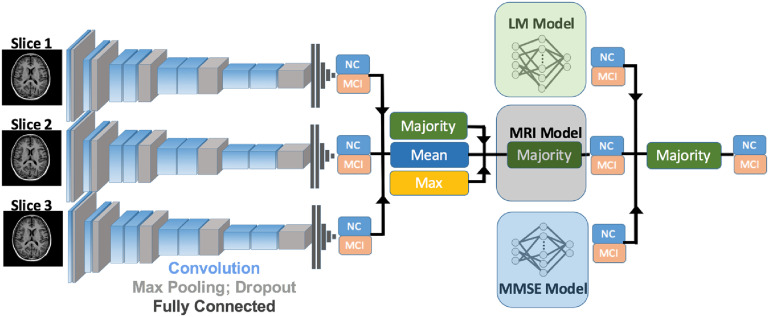 Slice 1
NC
MCI
Slice 2
NC
MCI
Slice 3
NC
MCI
Convolution
Max Pooling; Dropout
Fully Connected
Majority
Mean
Max
LM Model
NC
MCI
MRI Model
Majority
NC
MCI
MMSE Model
NC
MCI
Majority
NC
MCI